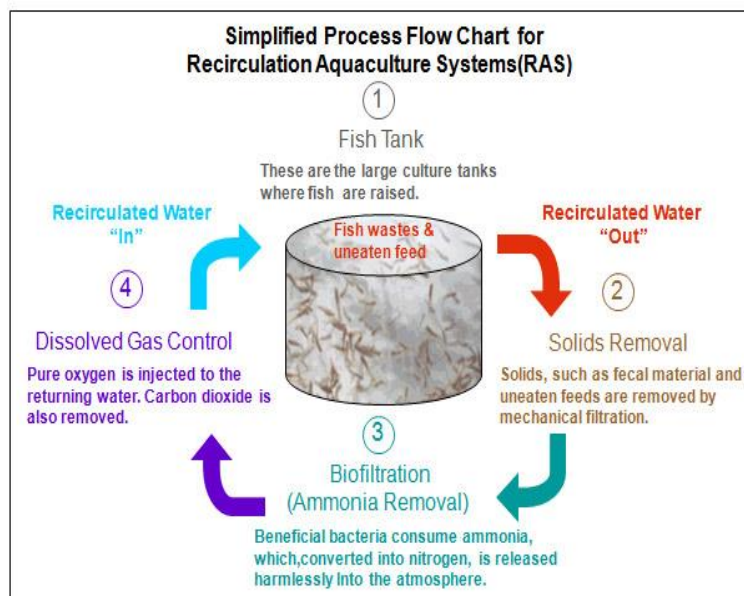 Simplified Process Flow Chart for
Recirculation Aquaculture Systems(RAS)
1
Fish Tank
These are the large culture tanks
where fish are raised.
Recirculated Water
“In”
Fish wastes &
uneaten feed
Recirculated Water
“Out”
2
Solids Removal
Solids, such as fecal material and
uneaten feeds are removed by
mechanical filtration.
3
Biofiltration
(Ammonia Removal)
Beneficial bacteria consume ammonia,
which,converted into nitrogen, is released
harmlessly Into the atmosphere.
4
Dissolved Gas Control
Pure oxygen is injected to the
returning water. Carbon dioxide is
also removed.